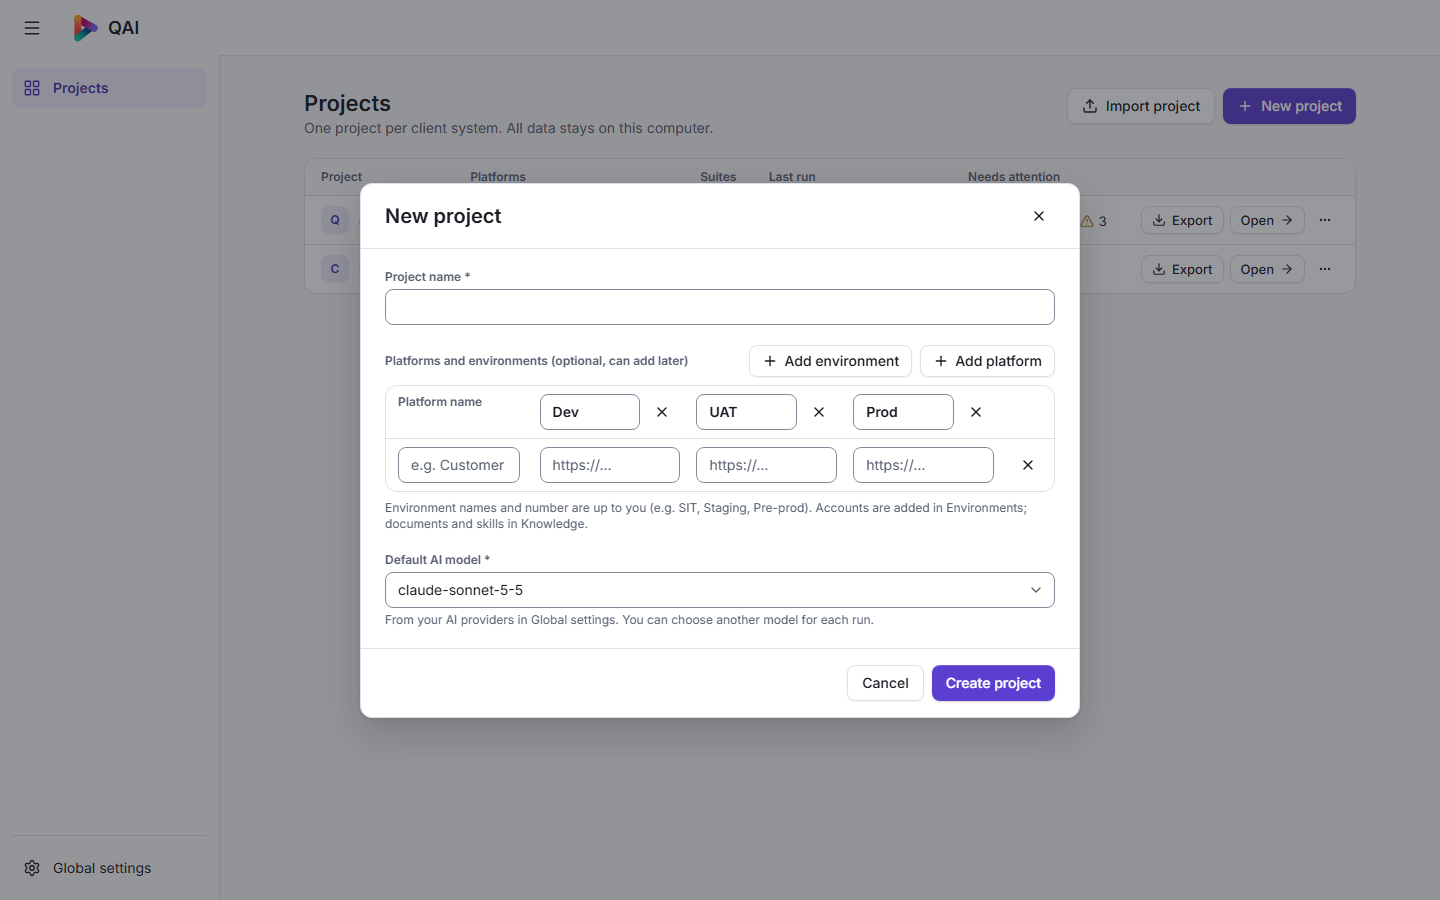 QAI
Projects
Projects
One project per client system. All data stays on this computer.
Import project
New project
Project Platforms Suites Last run Needs attention
Q 3 Export Open
C Export Open
New project
Project name *
Platforms and environments (optional, can add later)
Add environment
Add platform
Platform name Dev UAT Prod
e.g. Customer https://... https://... https://...
Environment names and number are up to you (e.g. SIT, Staging, Pre-prod). Accounts are added in Environments;
documents and skills in Knowledge.
Default AI model *
claude-sonnet-5-5
From your AI providers in Global settings. You can choose another model for each run.
Cancel
Create project
Global settings